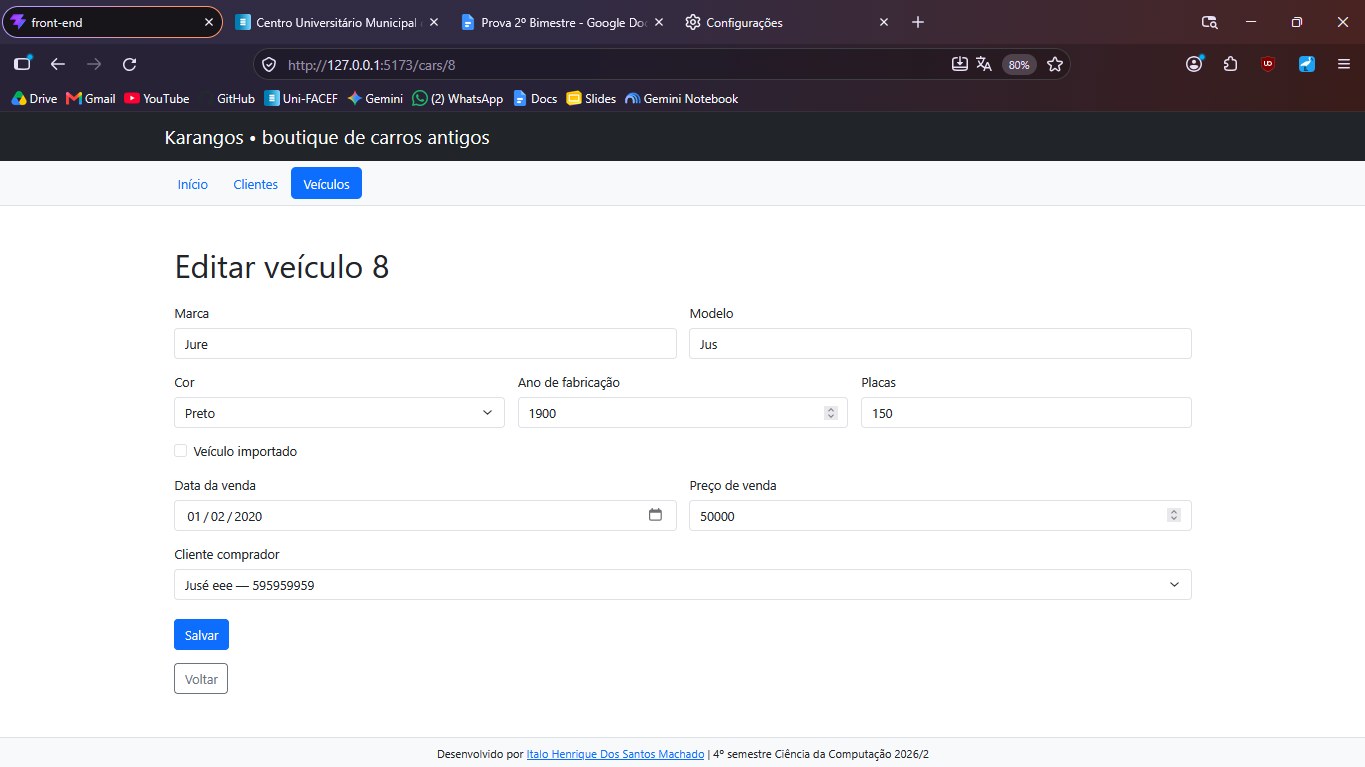 front-end
Centro Universitário Municipal
Prova 2º Bimestre - Google Doc
Configurações
http://127.0.0.1:5173/cars/8
80%
Drive
Gmail
YouTube
GitHub
Uni-FACEF
Gemini
(2) WhatsApp
Docs
Slides
Gemini Notebook
Karangos • boutique de carros antigos
Início
Clientes
Veículos
Editar veículo 8
Marca
Modelo
Jure
Jus
Cor
Ano de fabricação
Placas
Preto
1900
150
Veículo importado
Data da venda
Preço de venda
01/02/2020
50000
Cliente comprador
Jusé eee — 595959959
Salvar
Voltar
Desenvolvido por Italo Henrique Dos Santos Machado | 4º semestre Ciência da Computação 2026/2